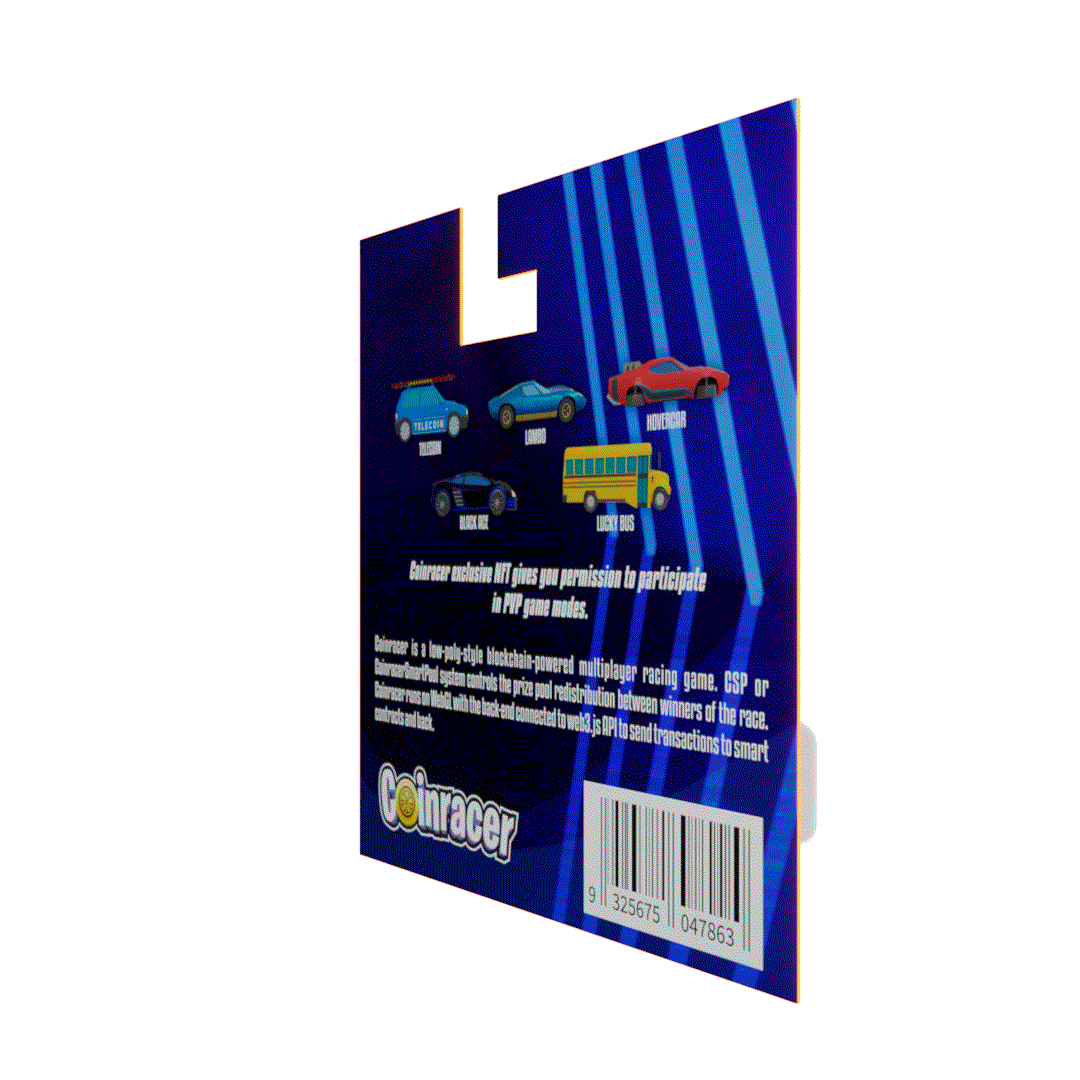 TELECOIN
TELECOIN
LAMBO
HOVERCAR
BLACK BEE
LUCKY BUS
Coinracer exclusive NFT gives you permission to participate
in PVP game modes.
Coinracer is a low-poly-style blockchain-powered multiplayer racing game. CSP or
CoinracerSmartPool system controls the prize pool redistribution between winners of the race.
Coinracer runs on WebGL with the back-end connected to web3.js API to send transactions to smart
contracts and back.
Coinracer
9 325675 047863